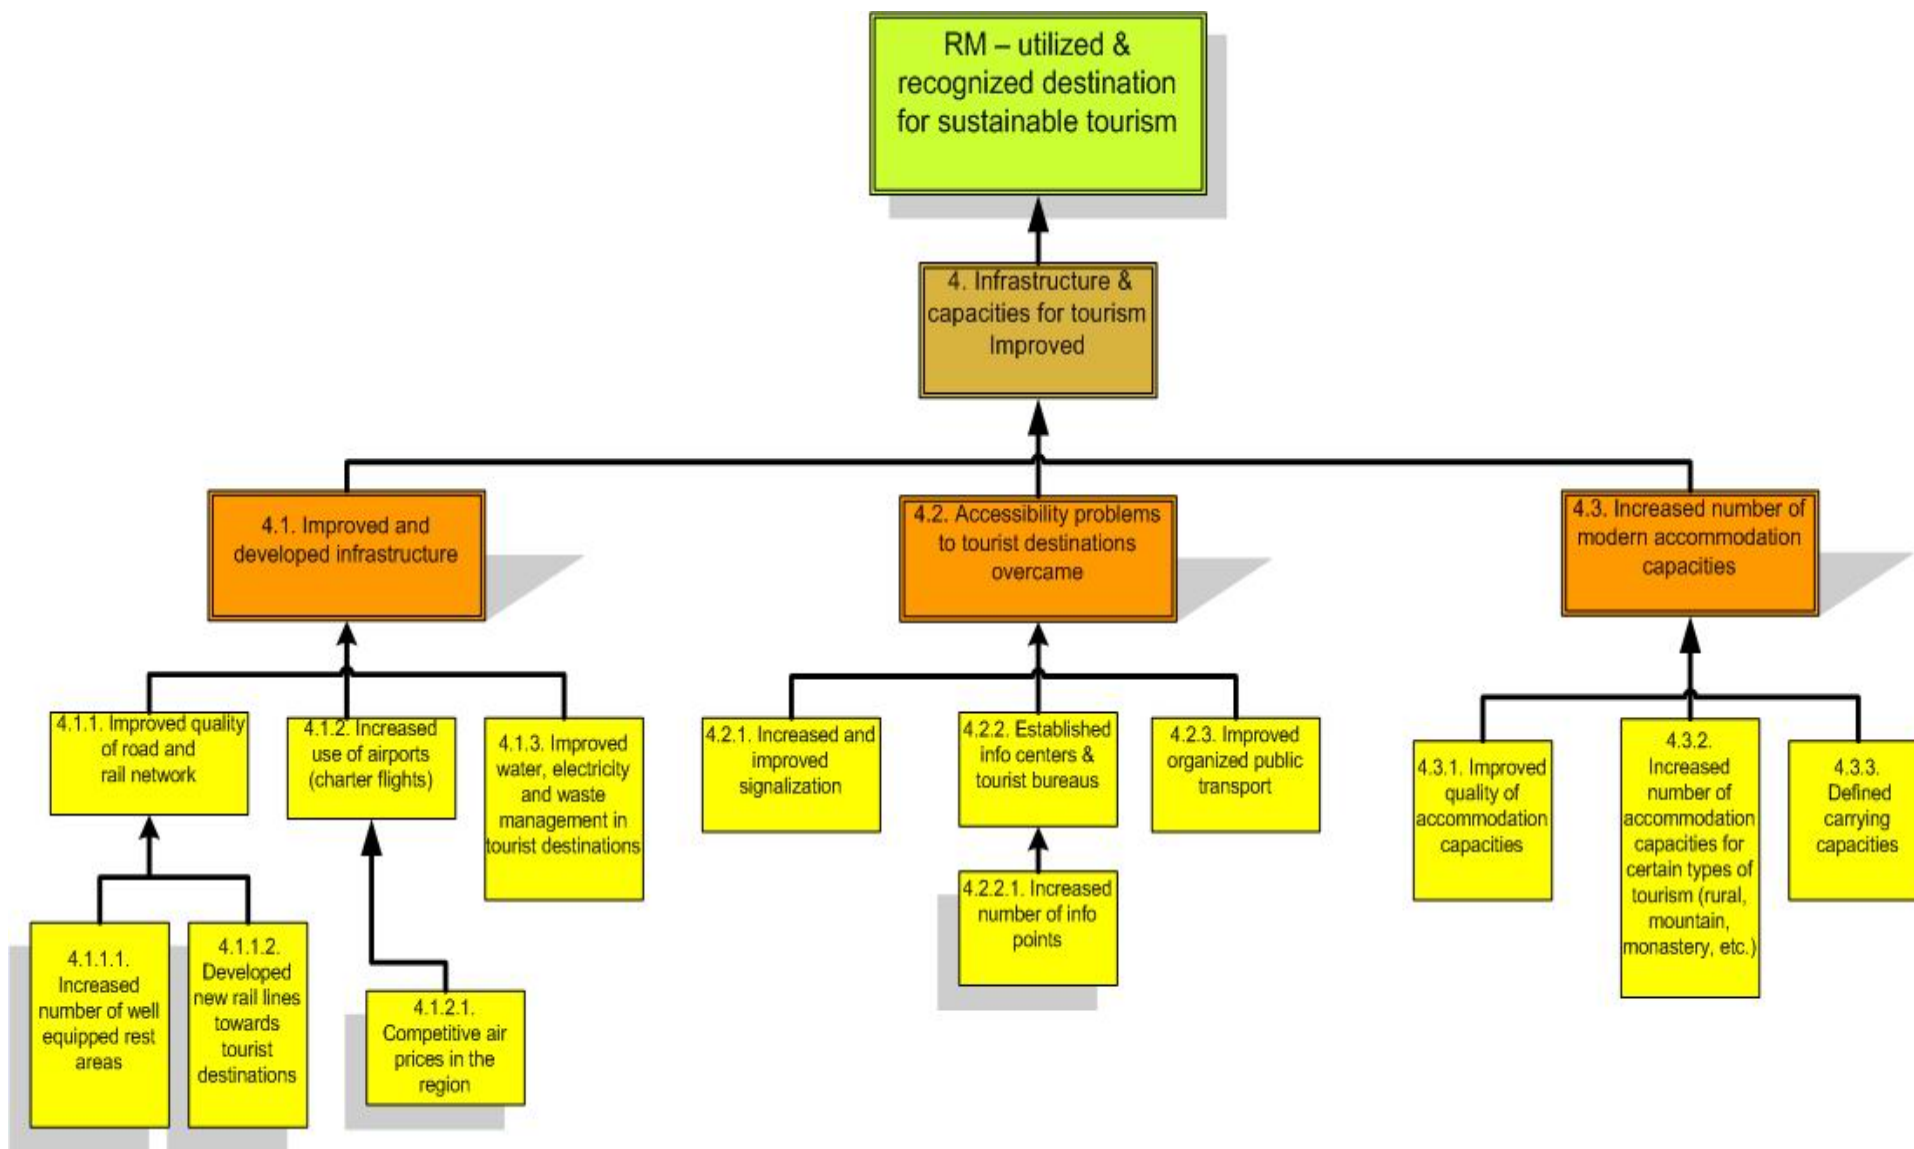 RM – utilized &
recognized destination
for sustainable tourism
4. Infrastructure &
capacities for tourism
Improved
4.1. Improved and
developed infrastructure
4.2. Accessibility problems
to tourist destinations
overcame
4.3. Increased number of
modern accommodation
capacities
4.1.1. Improved quality
of road and
rail network
4.1.2. Increased
use of airports
(charter flights)
4.1.3. Improved
water, electricity
and waste
management in
tourist destinations
4.2.1. Increased and
improved
signalization
4.2.2. Established
info centers &
tourist bureaus
4.2.3. Improved
organized public
transport
4.3.1. Improved
quality of
accommodation
capacities
4.3.2.
Increased
number of
accommodation
capacities for
certain types of
tourism (rural,
mountain,
monastery, etc.)
4.3.3.
Defined
carrying
capacities
4.1.1.1.
Increased
number of well
equipped rest
areas
4.1.1.2.
Developed
new rail lines
towards
tourist
destinations
4.1.2.1.
Competitive air
prices in the
region
4.2.2.1. Increased
number of info
points